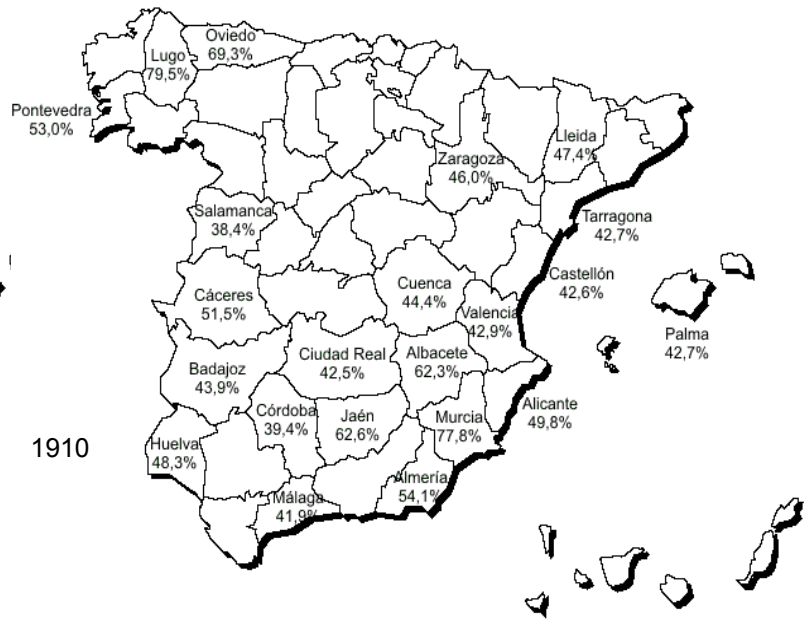 Oviedo
69,3%
Lugo
79,5%
Pontevedra
53,0%
Lleida
47,4%
Zaragoza
46,0%
Salamanca
38,4%
Tarragona
42,7%
Castellón
42,6%
Cuenca
44,4%
Cáceres
51,5%
Valencia
42,9%
Palma
42,7%
Ciudad Real
42,5%
Albacete
62,3%
Badajoz
43,9%
Alicante
49,8%
Córdoba
39,4%
Jaén
62,6%
Murcia
77,8%
1910
Huelva
48,3%
Almería
54,1%
Málaga
41,9%